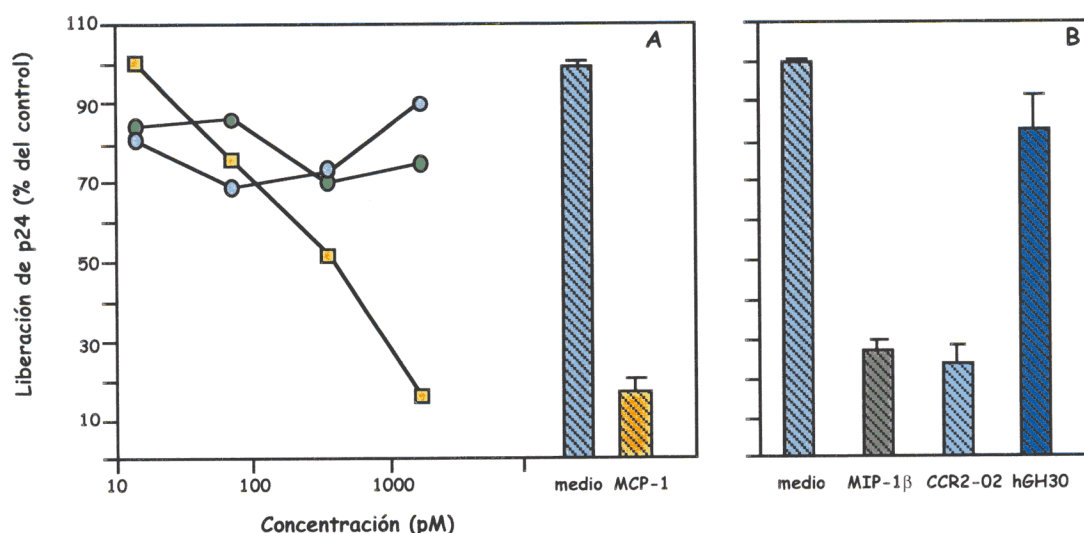 Liberación de p24 (% del control)
110
90
70
50
30
10
10
100
1000
Concentración (pM)
A
medio MCP-1
B
medio MIP-1β CCR2-02 hGH30